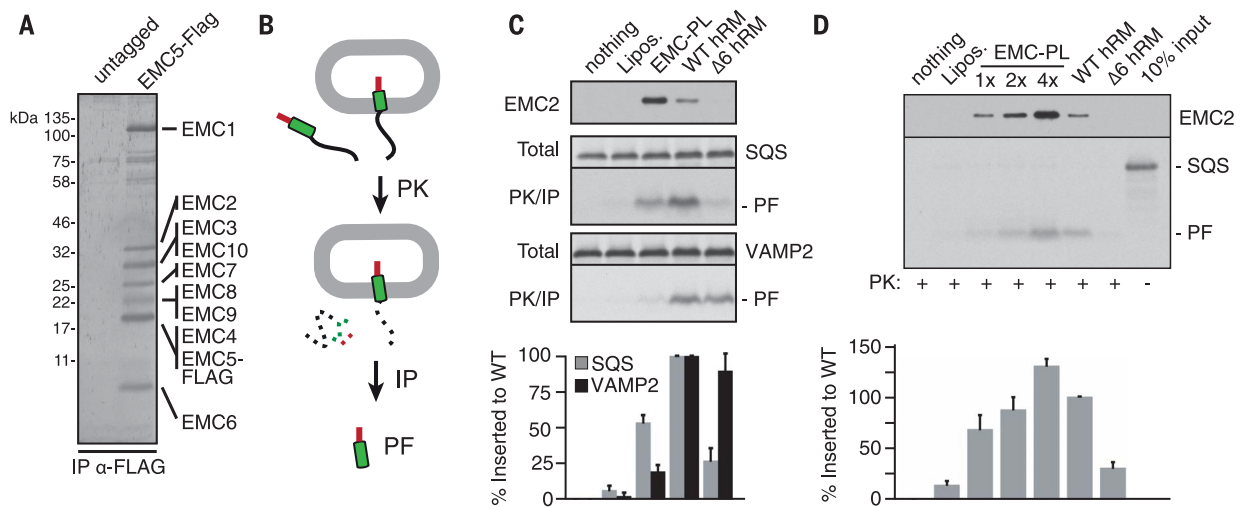 A
untagged
EMC5-Flag
kDa 135-
100-
75-
58-
46-
32-
25-
22-
17-
11-
EMC1
EMC2
EMC3
EMC10
EMC7
EMC8
EMC9
EMC4
EMC5-
FLAG
EMC6
IP α-FLAG
B
PK
IP
PF
C
nothing
Lipos.
EMC-PL
WT hRM
Δ6 hRM
EMC2
Total
SQS
PK/IP
- PF
Total
VAMP2
PK/IP
- PF
% Inserted to WT
100
75
50
25
0
SQS
VAMP2
D
nothing
Lipos.
EMC-PL
1x 2x 4x
WT hRM
Δ6 hRM
10% input
EMC2
- SQS
- PF
PK: + + + + + + + -
% Inserted to WT
150
100
50
0